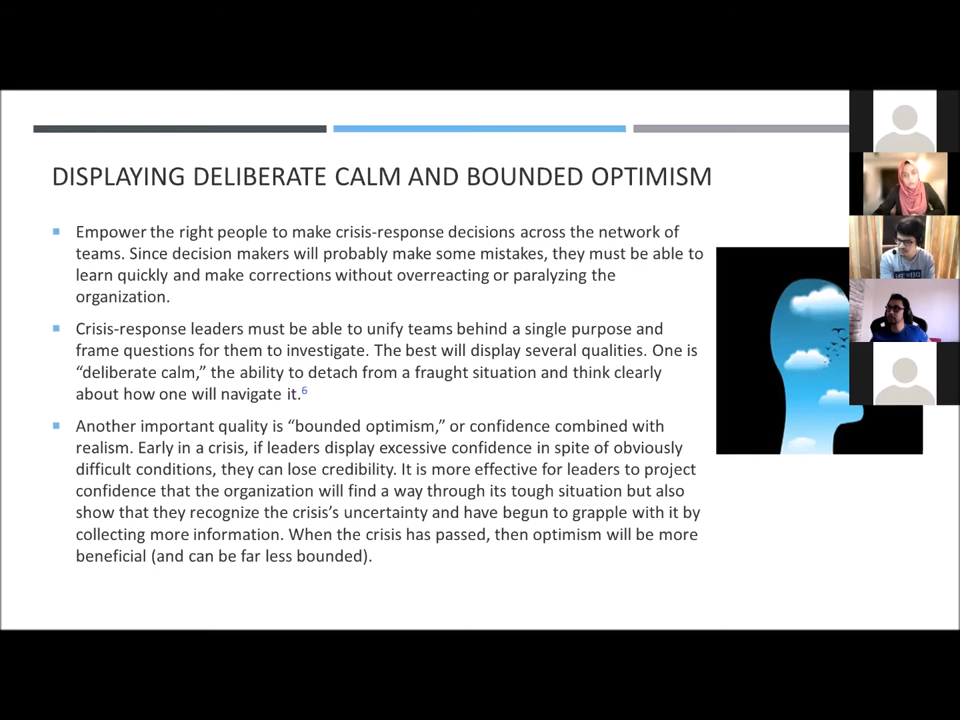 DISPLAYING DELIBERATE CALM AND BOUNDED OPTIMISM
Empower the right people to make crisis-response decisions across the network of
teams. Since decision makers will probably make some mistakes, they must be able to
learn quickly and make corrections without overreacting or paralyzing the
organization.
Crisis-response leaders must be able to unify teams behind a single purpose and
frame questions for them to investigate. The best will display several qualities. One is
“deliberate calm,” the ability to detach from a fraught situation and think clearly
about how one will navigate it.6
Another important quality is “bounded optimism,” or confidence combined with
realism. Early in a crisis, if leaders display excessive confidence in spite of obviously
difficult conditions, they can lose credibility. It is more effective for leaders to project
confidence that the organization will find a way through its tough situation but also
show that they recognize the crisis’s uncertainty and have begun to grapple with it by
collecting more information. When the crisis has passed, then optimism will be more
beneficial (and can be far less bounded).